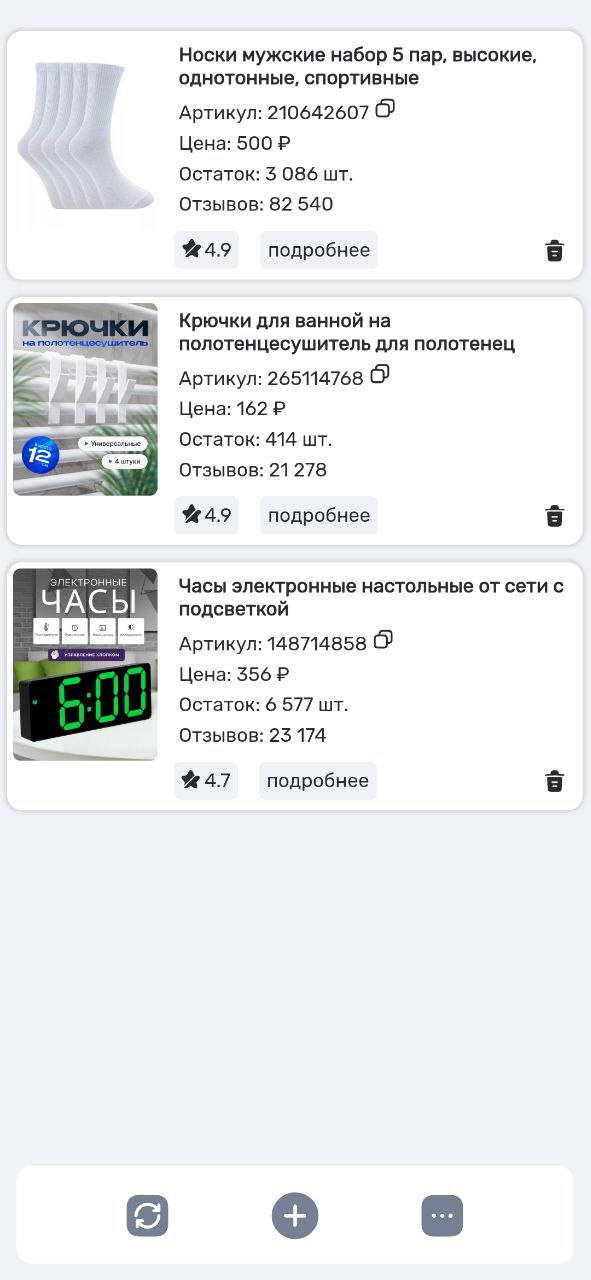 Носки мужские набор 5 пар, высокие,
однотонные, спортивные
Артикул: 210642607
Цена: 500 ₽
Остаток: 3 086 шт.
Отзывов: 82 540
4.9
подробнее
КРЮЧКИ
на полотенцесушитель
12
Универсальные
4 штуки
Крючки для ванной на
полотенцесушитель для полотенец
Артикул: 265114768
Цена: 162 ₽
Остаток: 414 шт.
Отзывов: 21 278
4.9
подробнее
ЭЛЕКТРОННЫЕ
ЧАСЫ
УПРАВЛЕНИЕ ХЛОПКОМ
6:00
Часы электронные настольные от сети с
подсветкой
Артикул: 148714858
Цена: 356 ₽
Остаток: 6 577 шт.
Отзывов: 23 174
4.7
подробнее